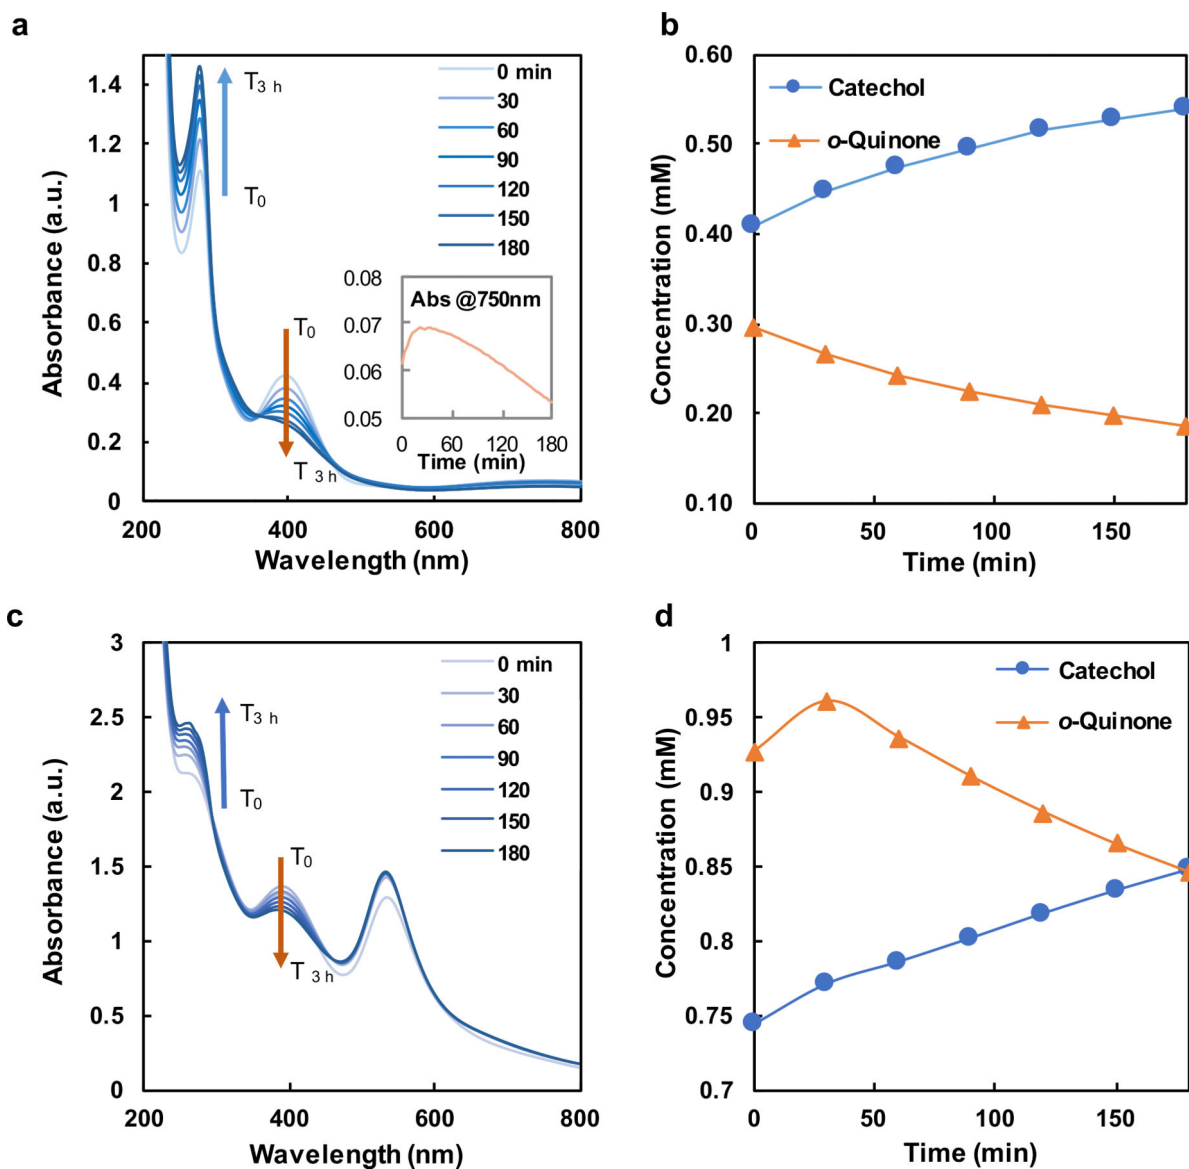 a
1.4
1.2
1
0.8
0.6
0.4
0.2
0
Absorbance (a.u.)
200
400
600
800
Wavelength (nm)
T3 h
T0
T0
T3 h
0 min
30
60
90
120
150
180
0.08
0.07
0.06
0.05
Abs @750nm
0
60
120
180
Time (min)
b
0.60
0.50
0.40
0.30
0.20
0.10
Concentration (mM)
Catechol
o-Quinone
0
50
100
150
Time (min)
c
3
2.5
2
1.5
1
0.5
0
Absorbance (a.u.)
200
400
600
800
Wavelength (nm)
T3 h
T0
T0
T3 h
0 min
30
60
90
120
150
180
d
1
0.95
0.9
0.85
0.8
0.75
0.7
Concentration (mM)
Catechol
o-Quinone
0
50
100
150
Time (min)